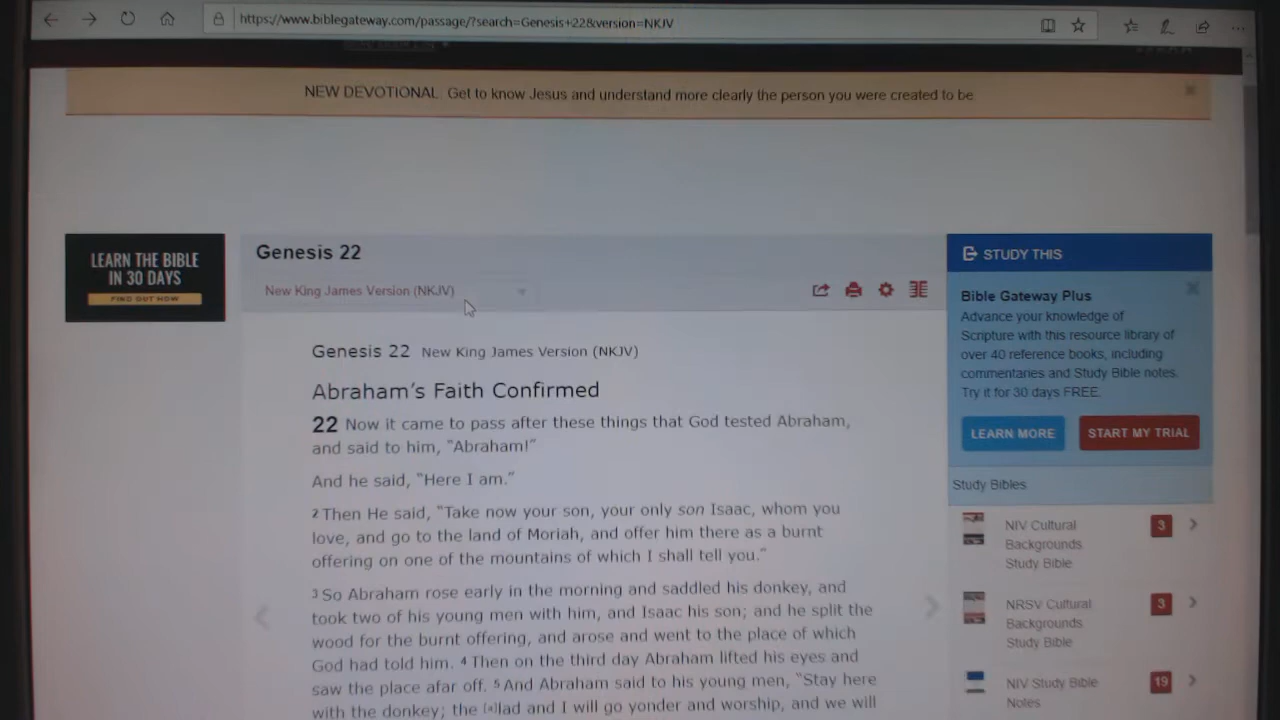 https://www.biblegateway.com/passage/?search=Genesis+22&version=NKJV
NEW DEVOTIONAL Get to know Jesus and understand more clearly the person you were created to be
LEARN THE BIBLE
IN 30 DAYS
FIND OUT HOW
Genesis 22
New King James Version (NKJV)
Genesis 22 New King James Version (NKJV)
Abraham’s Faith Confirmed
22 Now it came to pass after these things that God tested Abraham,
and said to him, “Abraham!”
And he said, “Here I am.”
2 Then He said, “Take now your son, your only son Isaac, whom you
love, and go to the land of Moriah, and offer him there as a burnt
offering on one of the mountains of which I shall tell you.”
3 So Abraham rose early in the morning and saddled his donkey, and
took two of his young men with him, and Isaac his son; and he split the
wood for the burnt offering, and arose and went to the place of which
God had told him. 4 Then on the third day Abraham lifted his eyes and
saw the place afar off. 5 And Abraham said to his young men, “Stay here
with the donkey; the [a]lad and I will go yonder and worship, and we will
STUDY THIS
Bible Gateway Plus
Advance your knowledge of
Scripture with this resource library of
over 40 reference books, including
commentaries and Study Bible notes.
Try it for 30 days FREE.
LEARN MORE START MY TRIAL
Study Bibles
NIV Cultural
Backgrounds
Study Bible
3
NRSV Cultural
Backgrounds
Study Bible
3
NIV Study Bible
Notes
19